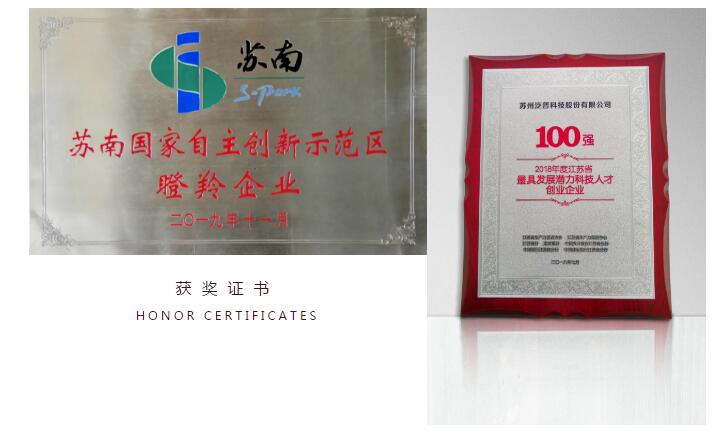 苏南
S-Park
苏南国家自主创新示范区
瞪羚企业
二〇一九年十一月
获奖证书
HONOR CERTIFICATES
苏州泛普科技股份有限公司
100强
2018年度江苏省
最具发展潜力科技人才
创业企业